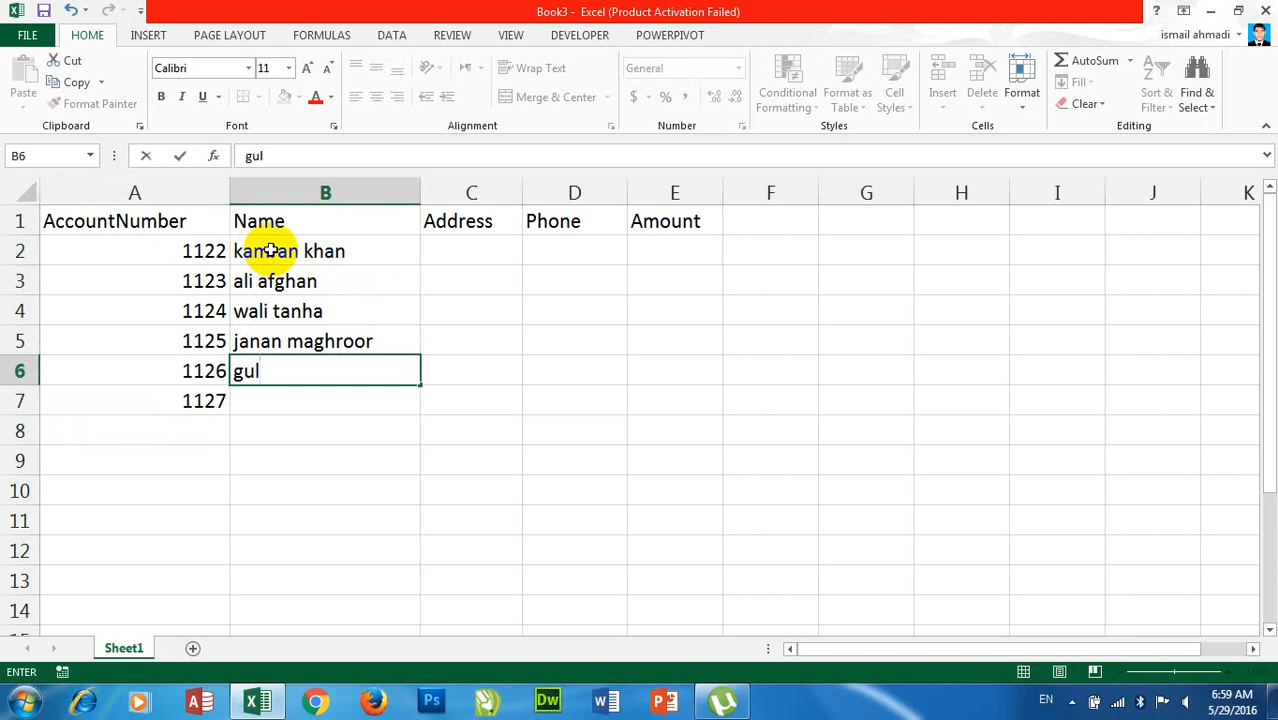 Book3 - Excel (Product Activation Failed)
FILE HOME INSERT PAGE LAYOUT FORMULAS DATA REVIEW VIEW DEVELOPER POWERPIVOT ismail ahmadi
Paste
Cut
Copy
Format Painter
Clipboard
Calibri 11
B I U A
Font
Wrap Text
Merge & Center
Alignment
General
$ % ,
Number
Conditional Formatting
Format as Table
Cell Styles
Styles
Insert Delete Format
Cells
AutoSum
Fill
Clear
Sort & Filter
Find & Select
Editing
B6 fx gul
A B C D E F G H I J K
1 AccountNumber Name Address Phone Amount
2 1122 kamran khan
3 1123 ali afghan
4 1124 wali tanha
5 1125 janan maghroor
6 1126 gul
7 1127
8
9
10
11
12
13
14
Sheet1
ENTER
Ps Dw EN 6:59 AM
5/29/2016